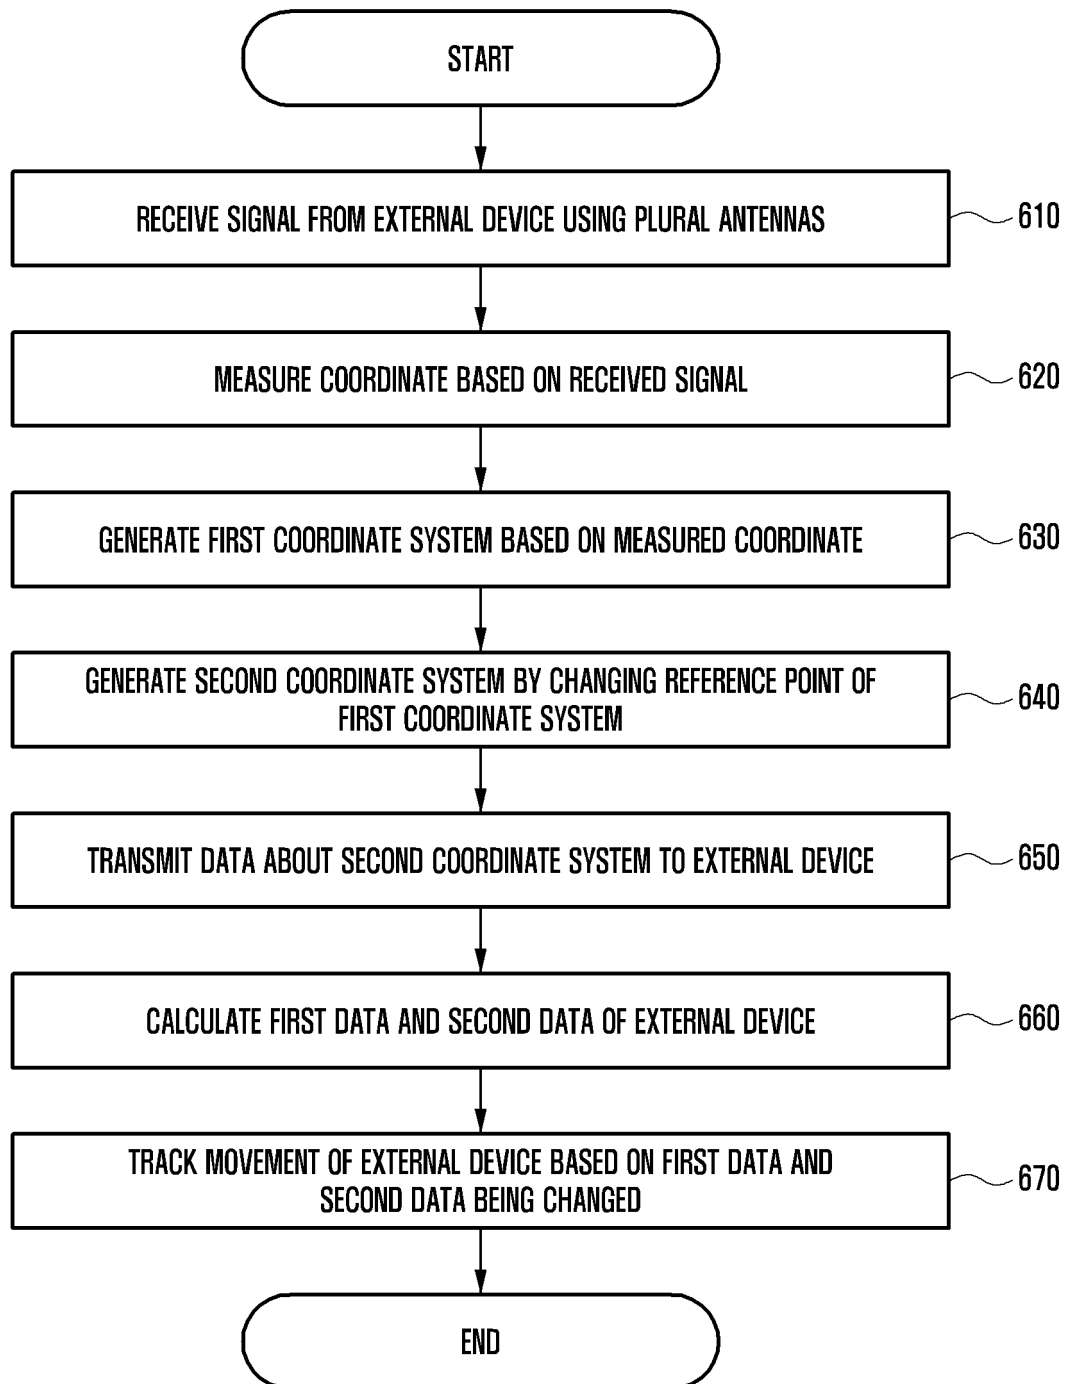 START
RECEIVE SIGNAL FROM EXTERNAL DEVICE USING PLURAL ANTENNAS
610
MEASURE COORDINATE BASED ON RECEIVED SIGNAL
620
GENERATE FIRST COORDINATE SYSTEM BASED ON MEASURED COORDINATE
630
GENERATE SECOND COORDINATE SYSTEM BY CHANGING REFERENCE POINT OF
FIRST COORDINATE SYSTEM
640
TRANSMIT DATA ABOUT SECOND COORDINATE SYSTEM TO EXTERNAL DEVICE
650
CALCULATE FIRST DATA AND SECOND DATA OF EXTERNAL DEVICE
660
TRACK MOVEMENT OF EXTERNAL DEVICE BASED ON FIRST DATA AND
SECOND DATA BEING CHANGED
670
END